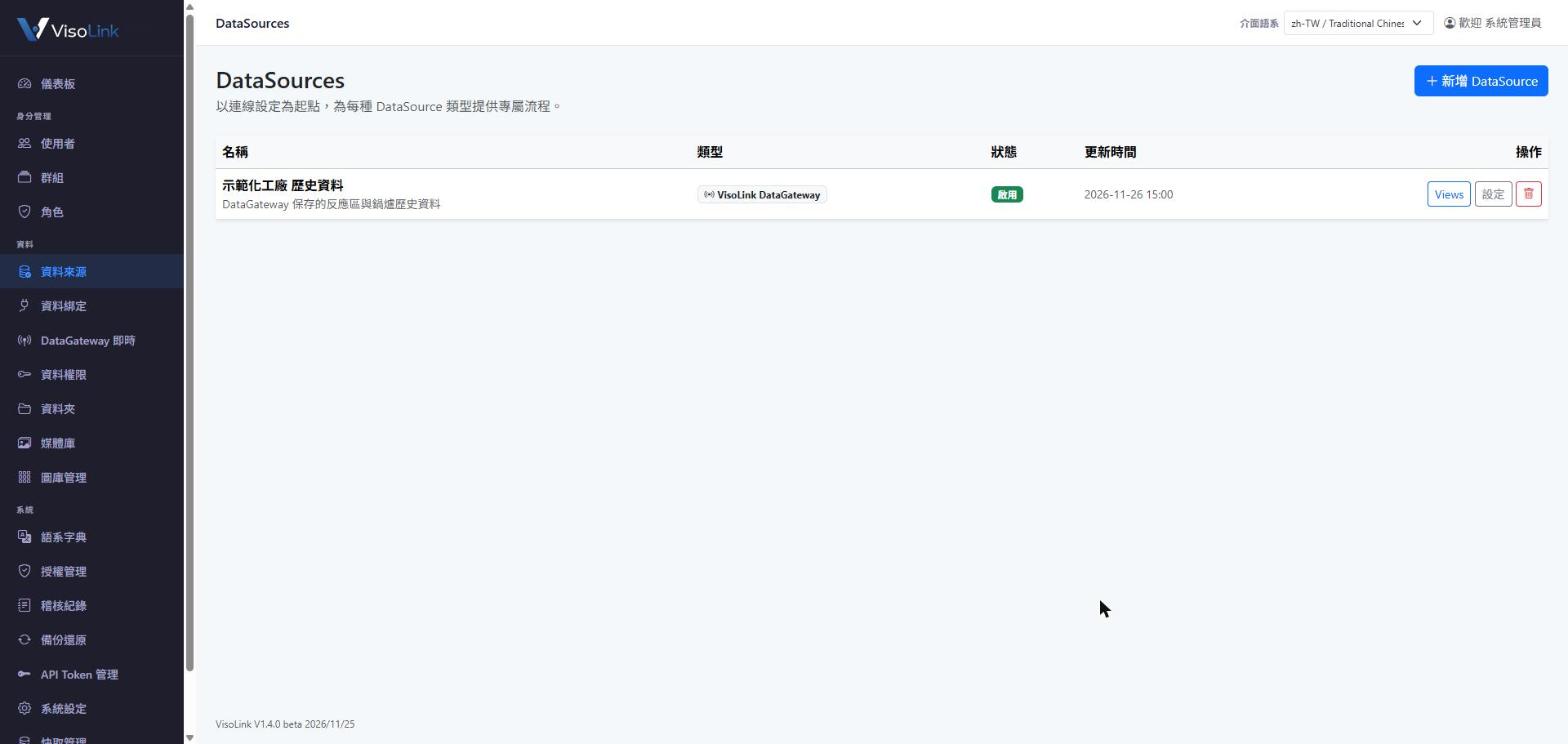 VisoLink
DataSources
介面語系
zh-TW / Traditional Chines
歡迎 系統管理員
儀表板
身分管理
使用者
群組
角色
資料
資料來源
資料綁定
DataGateway 即時
資料權限
資料夾
媒體庫
圖庫管理
系統
語系字典
授權管理
稽核紀錄
備份還原
API Token 管理
系統設定
快取管理
DataSources
以連線設定為起點，為每種 DataSource 類型提供專屬流程。
+ 新增 DataSource
名稱 類型 狀態 更新時間 操作
示範化工廠 歷史資料
DataGateway 保存的反應區與鍋爐歷史資料
VisoLink DataGateway
啟用
2026-11-26 15:00
Views
設定
VisoLink V1.4.0 beta 2026/11/25